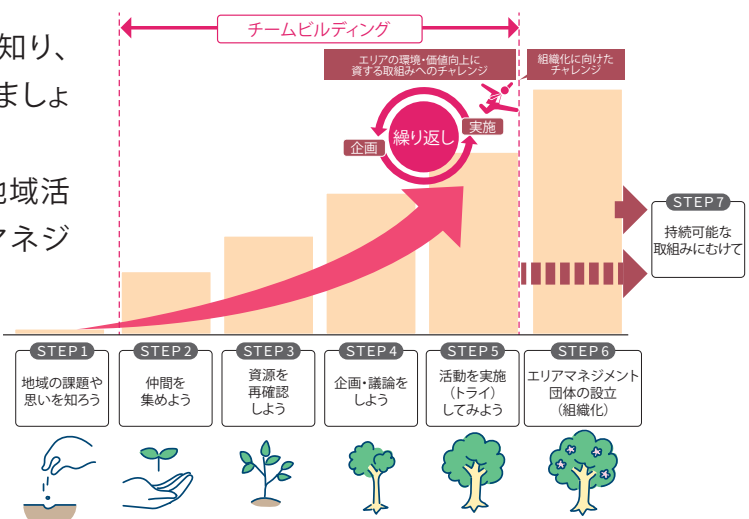 チームビルディング
知り、
ましょ
地域活
マネジ
エリアの環境・価値向上に
資する取組みへのチャレンジ
組織化に向けた
チャレンジ
繰り返し
実施
企画
STEP7
持続可能な
取組みにむけて
STEP1
地域の課題や
思いを知ろう
STEP2
仲間を
集めよう
STEP3
資源を
再確認
しよう
STEP4
企画・議論を
しよう
STEP5
活動を実施
(トライ)
してみよう
STEP6
エリアマネジメント
団体の設立
(組織化)